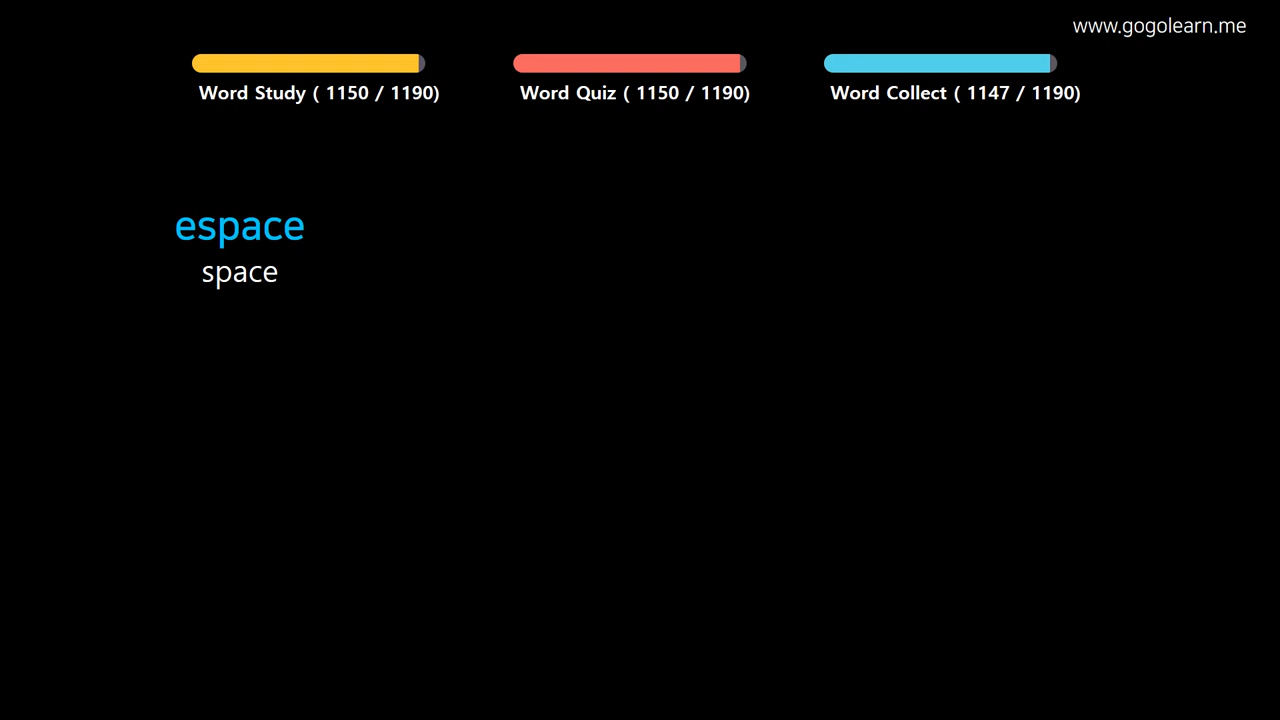 www.gogolearn.me
Word Study ( 1150 / 1190)
Word Quiz ( 1150 / 1190)
Word Collect ( 1147 / 1190)
espace
space